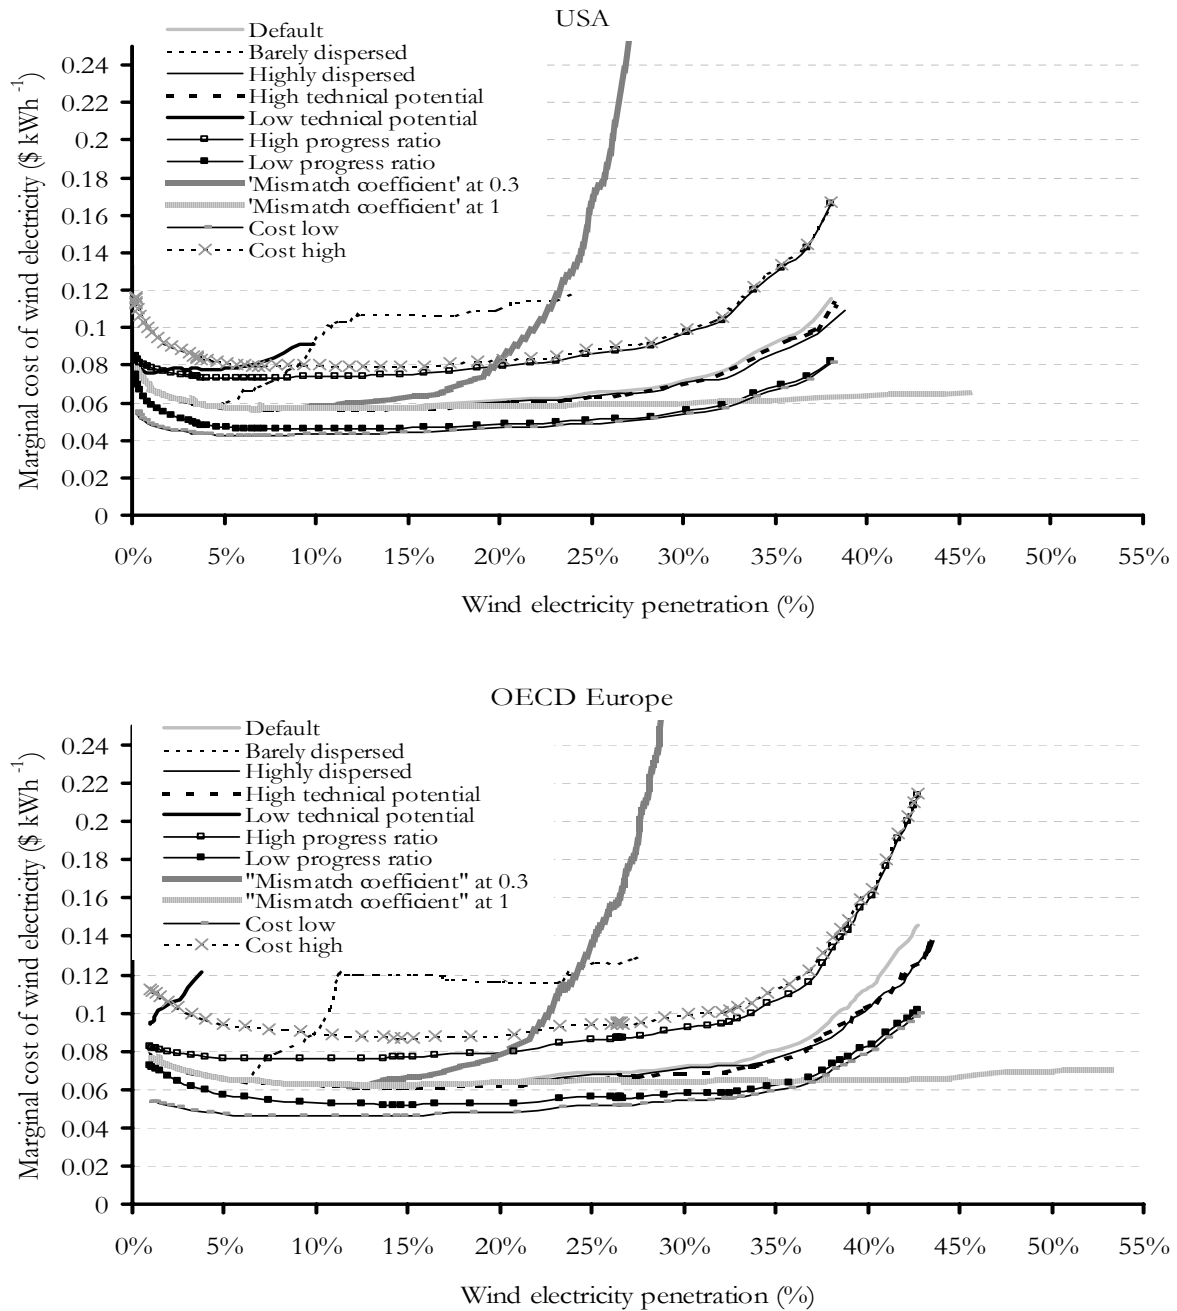 USA
Default
Barely dispersed
Highly dispersed
High technical potential
Low technical potential
High progress ratio
Low progress ratio
'Mismatch coefficient' at 0.3
'Mismatch coefficient' at 1
Cost low
Cost high
Marginal cost of wind electricity ($ kWh -1)
0.24
0.22
0.2
0.18
0.16
0.14
0.12
0.1
0.08
0.06
0.04
0.02
0
0% 5% 10% 15% 20% 25% 30% 35% 40% 45% 50% 55%
Wind electricity penetration (%)
OECD Europe
Default
Barely dispersed
Highly dispersed
High technical potential
Low technical potential
High progress ratio
Low progress ratio
"Mismatch coefficient" at 0.3
"Mismatch coefficient" at 1
Cost low
Cost high
Marginal cost of wind electricity ($ kWh -1)
0.24
0.22
0.2
0.18
0.16
0.14
0.12
0.1
0.08
0.06
0.04
0.02
0
0% 5% 10% 15% 20% 25% 30% 35% 40% 45% 50% 55%
Wind electricity penetration (%)